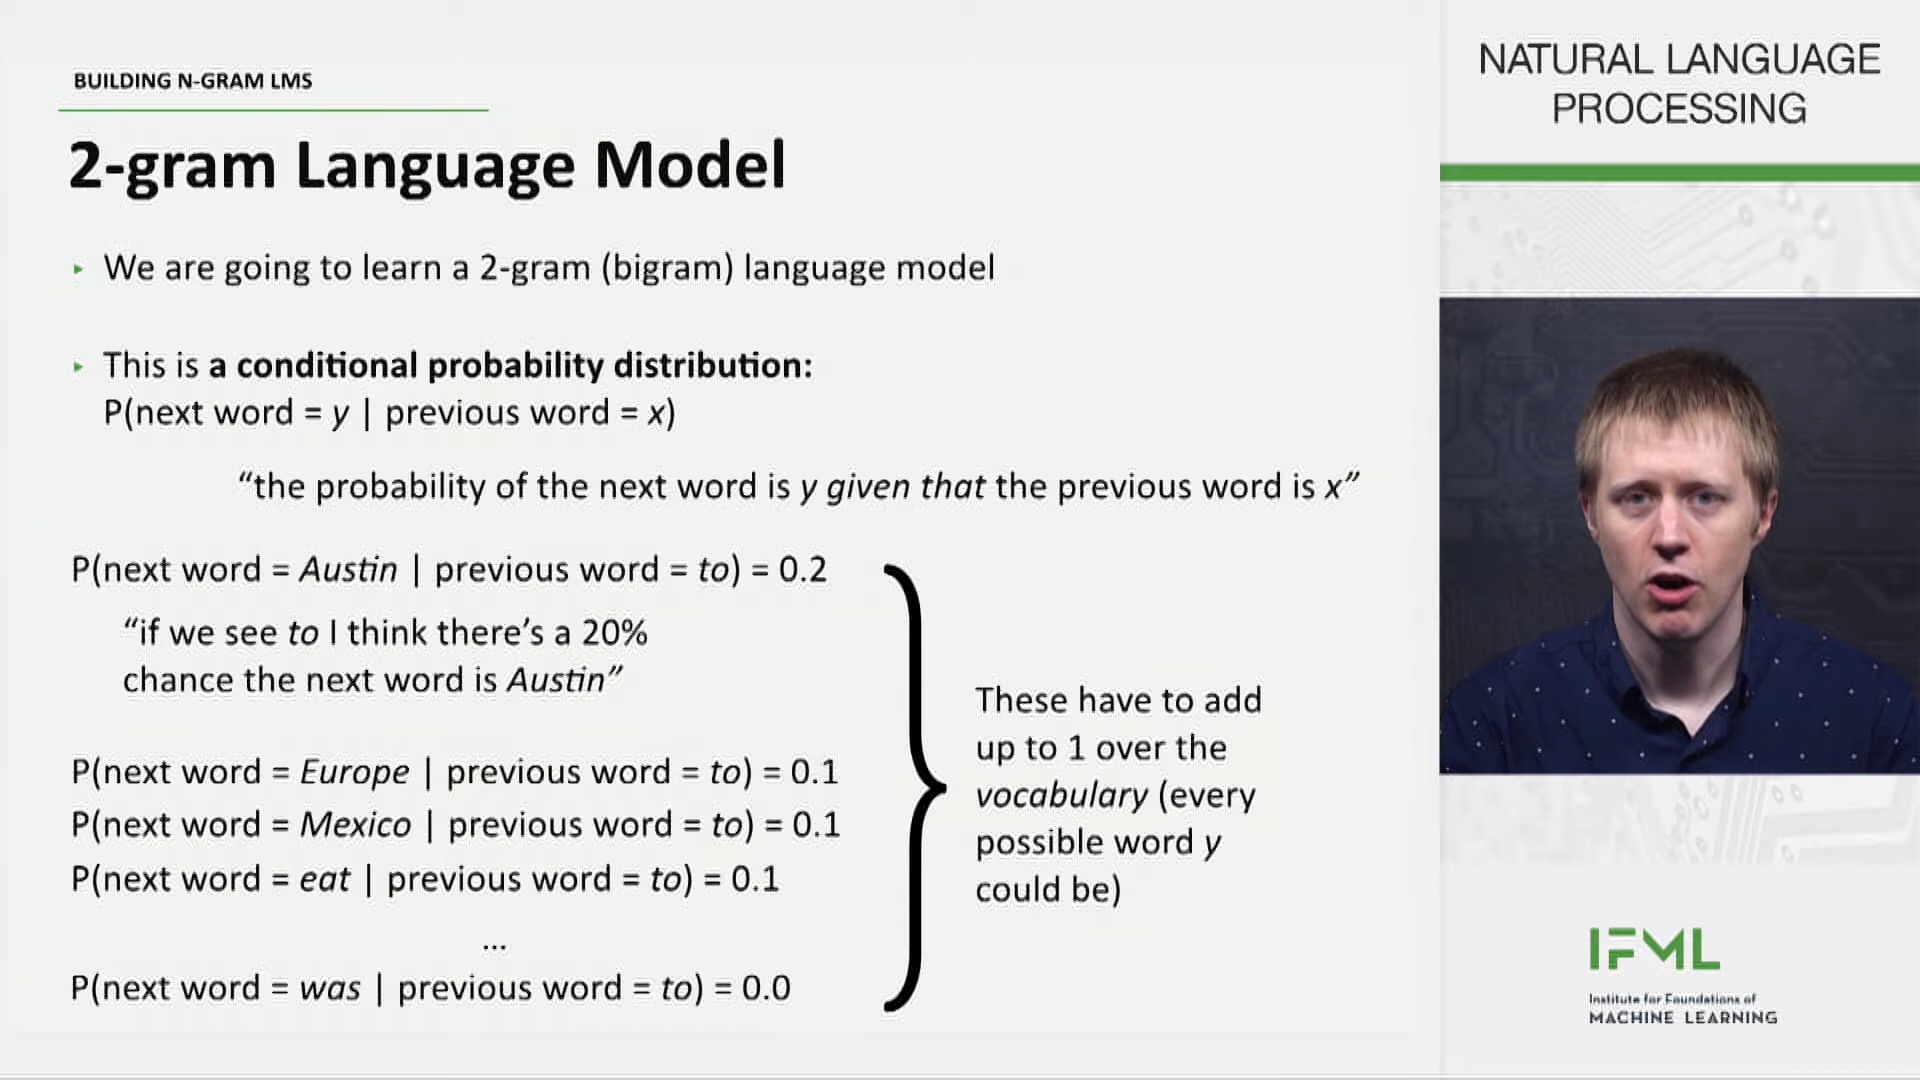 BUILDING N-GRAM LMS
2-gram Language Model
▸ We are going to learn a 2-gram (bigram) language model
▸ This is a conditional probability distribution:
P(next word = y | previous word = x)
“the probability of the next word is y given that the previous word is x”
P(next word = Austin | previous word = to) = 0.2
“if we see to I think there’s a 20%
chance the next word is Austin”
P(next word = Europe | previous word = to) = 0.1
P(next word = Mexico | previous word = to) = 0.1
P(next word = eat | previous word = to) = 0.1
...
P(next word = was | previous word = to) = 0.0
These have to add
up to 1 over the
vocabulary (every
possible word y
could be)
NATURAL LANGUAGE
PROCESSING
IFML
Institute for Foundations of
MACHINE LEARNING